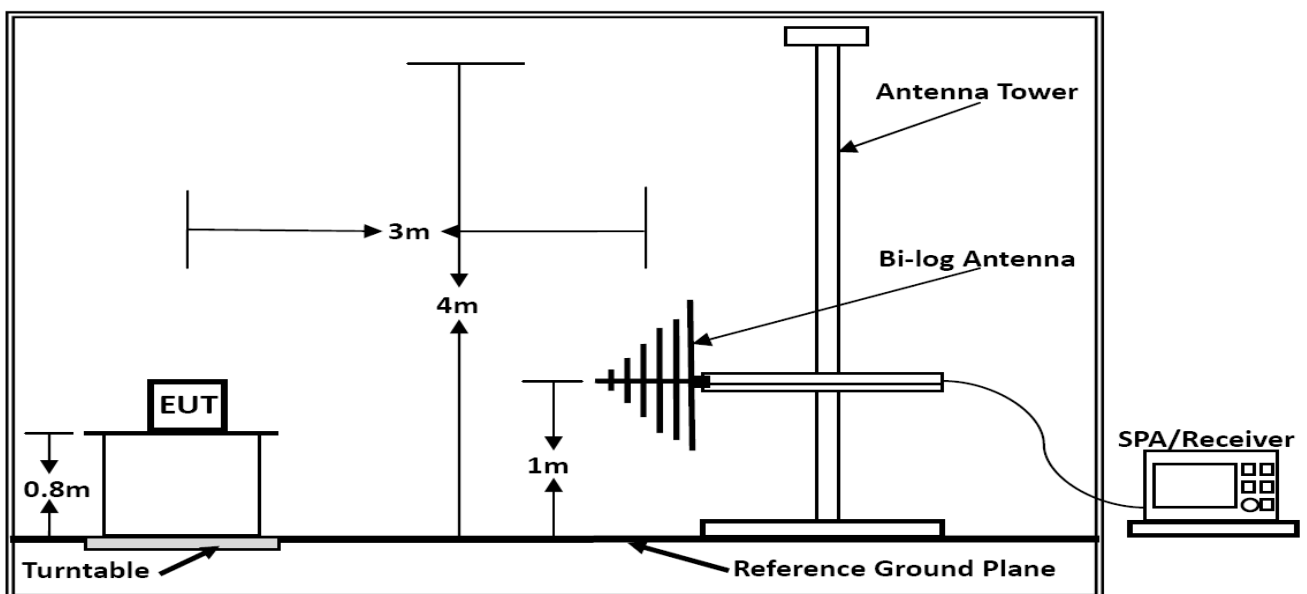 Antenna Tower
3m
Bi-log Antenna
4m
EUT
SPA/Receiver
1m
0.8m
Turntable
Reference Ground Plane